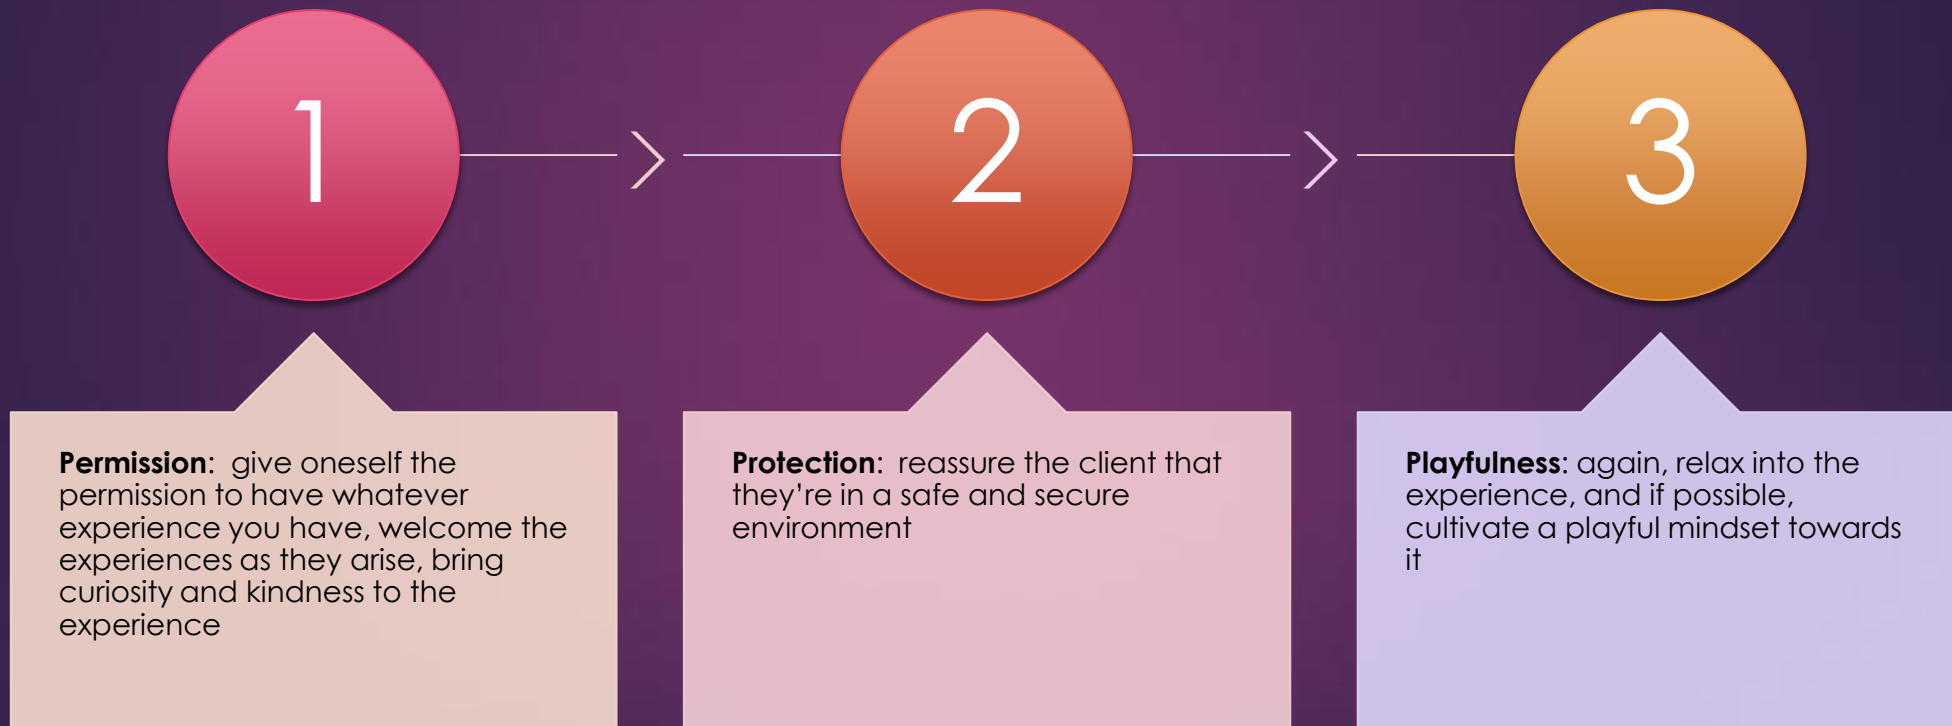 1
2
3
Permission:  give oneself the
permission to have whatever
experience you have, welcome the
experiences as they arise, bring
curiosity and kindness to the
experience
Protection:  reassure the client that
they’re in a safe and secure
environment
Playfulness: again, relax into the
experience, and if possible,
cultivate a playful mindset towards
it